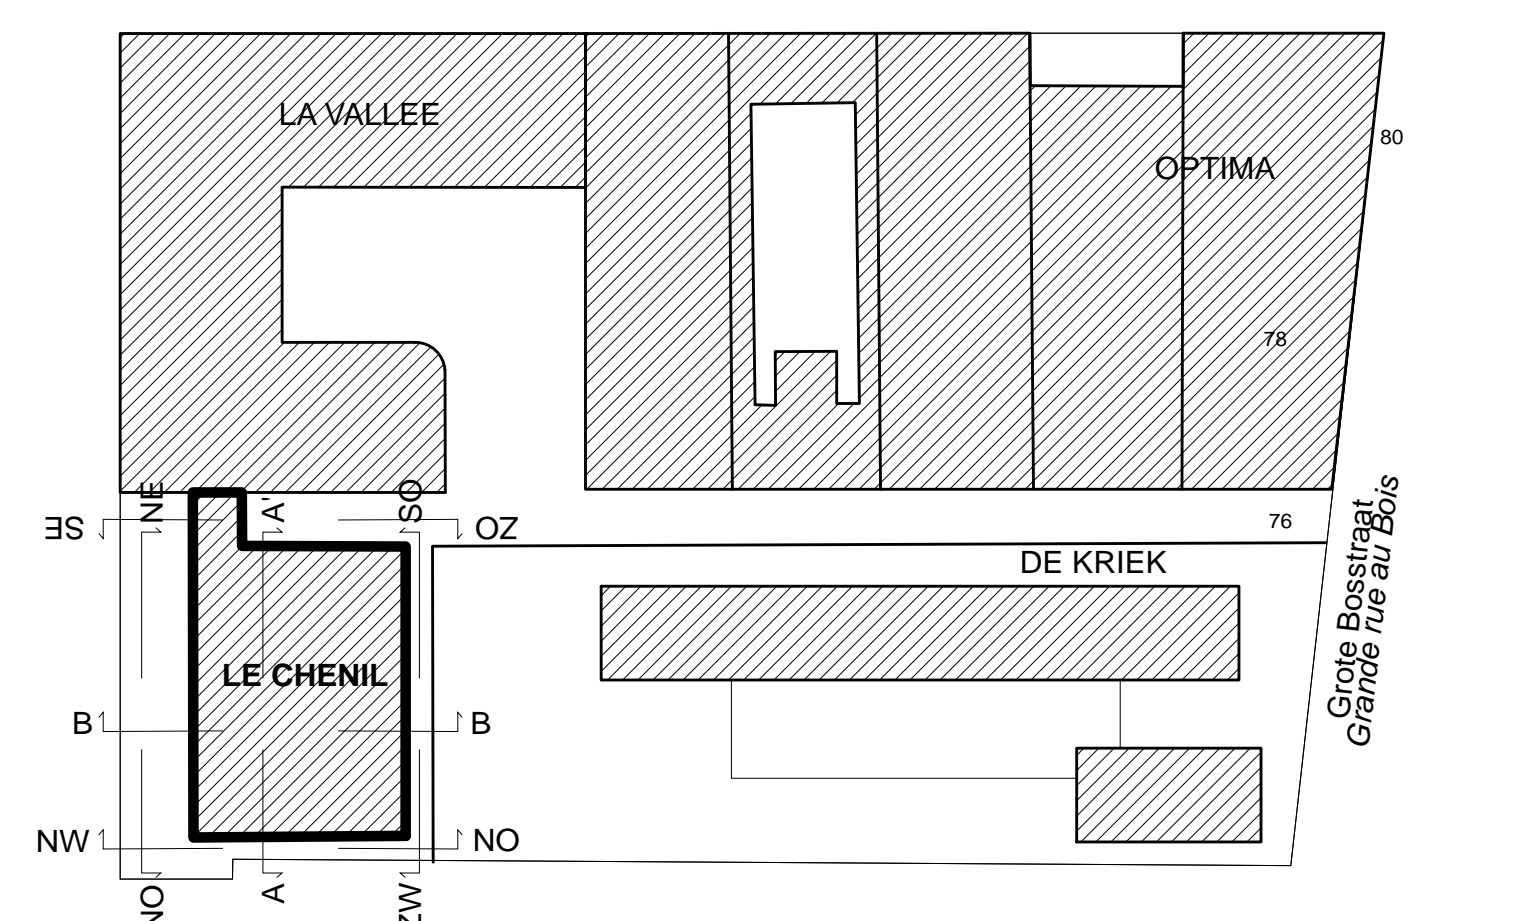 LA VALLEE
80
OPTIMA
78
NE
A'
SO
SE
OZ
76
DE KRIEK
Grote Bosstraat
Grande rue au Bois
LE CHENIL
B
B
NW
NO
NO
A
ZW